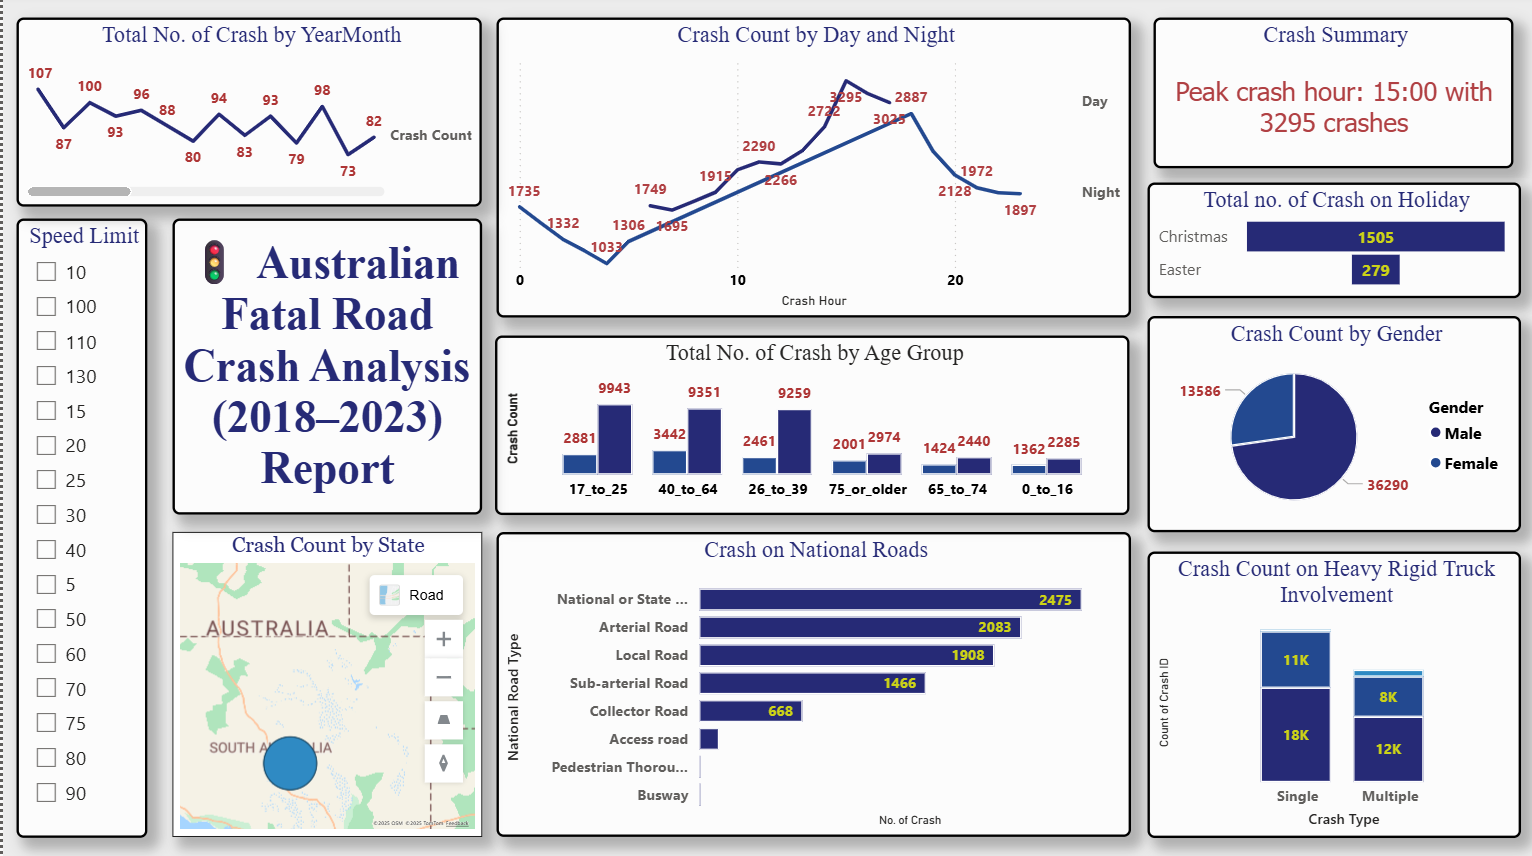 Total No. of Crash by YearMonth
107
100
96
88
94
93
98
82
87
93
80
83
79
73
Crash Count
Speed Limit
10
100
110
130
15
20
25
30
40
5
50
60
70
75
80
90
🚦 Australian
Fatal Road
Crash Analysis
(2018–2023)
Report
Crash Count by State
Road
AUSTRALIA
SOUTH AUSTRALIA
©2025 OSM ©2025 TomTom Feedback
Crash Count by Day and Night
1735
1332
1033
1306
1749
1695
1915
2290
2266
2722
3295
3025
2887
2128
1972
1897
Day
Night
0
10
20
Crash Hour
Total No. of Crash by Age Group
Crash Count
2881
9943
3442
9351
2461
9259
2001
2974
1424
2440
1362
2285
17_to_25
40_to_64
26_to_39
75_or_older
65_to_74
0_to_16
Crash on National Roads
National Road Type
National or State ...
2475
Arterial Road
2083
Local Road
1908
Sub-arterial Road
1466
Collector Road
668
Access road
Pedestrian Thorou...
Busway
No. of Crash
Crash Summary
Peak crash hour: 15:00 with
3295 crashes
Total no. of Crash on Holiday
Christmas
1505
Easter
279
Crash Count by Gender
13586
36290
Gender
Male
Female
Crash Count on Heavy Rigid Truck
Involvement
Count of Crash ID
11K
18K
8K
12K
Single
Multiple
Crash Type